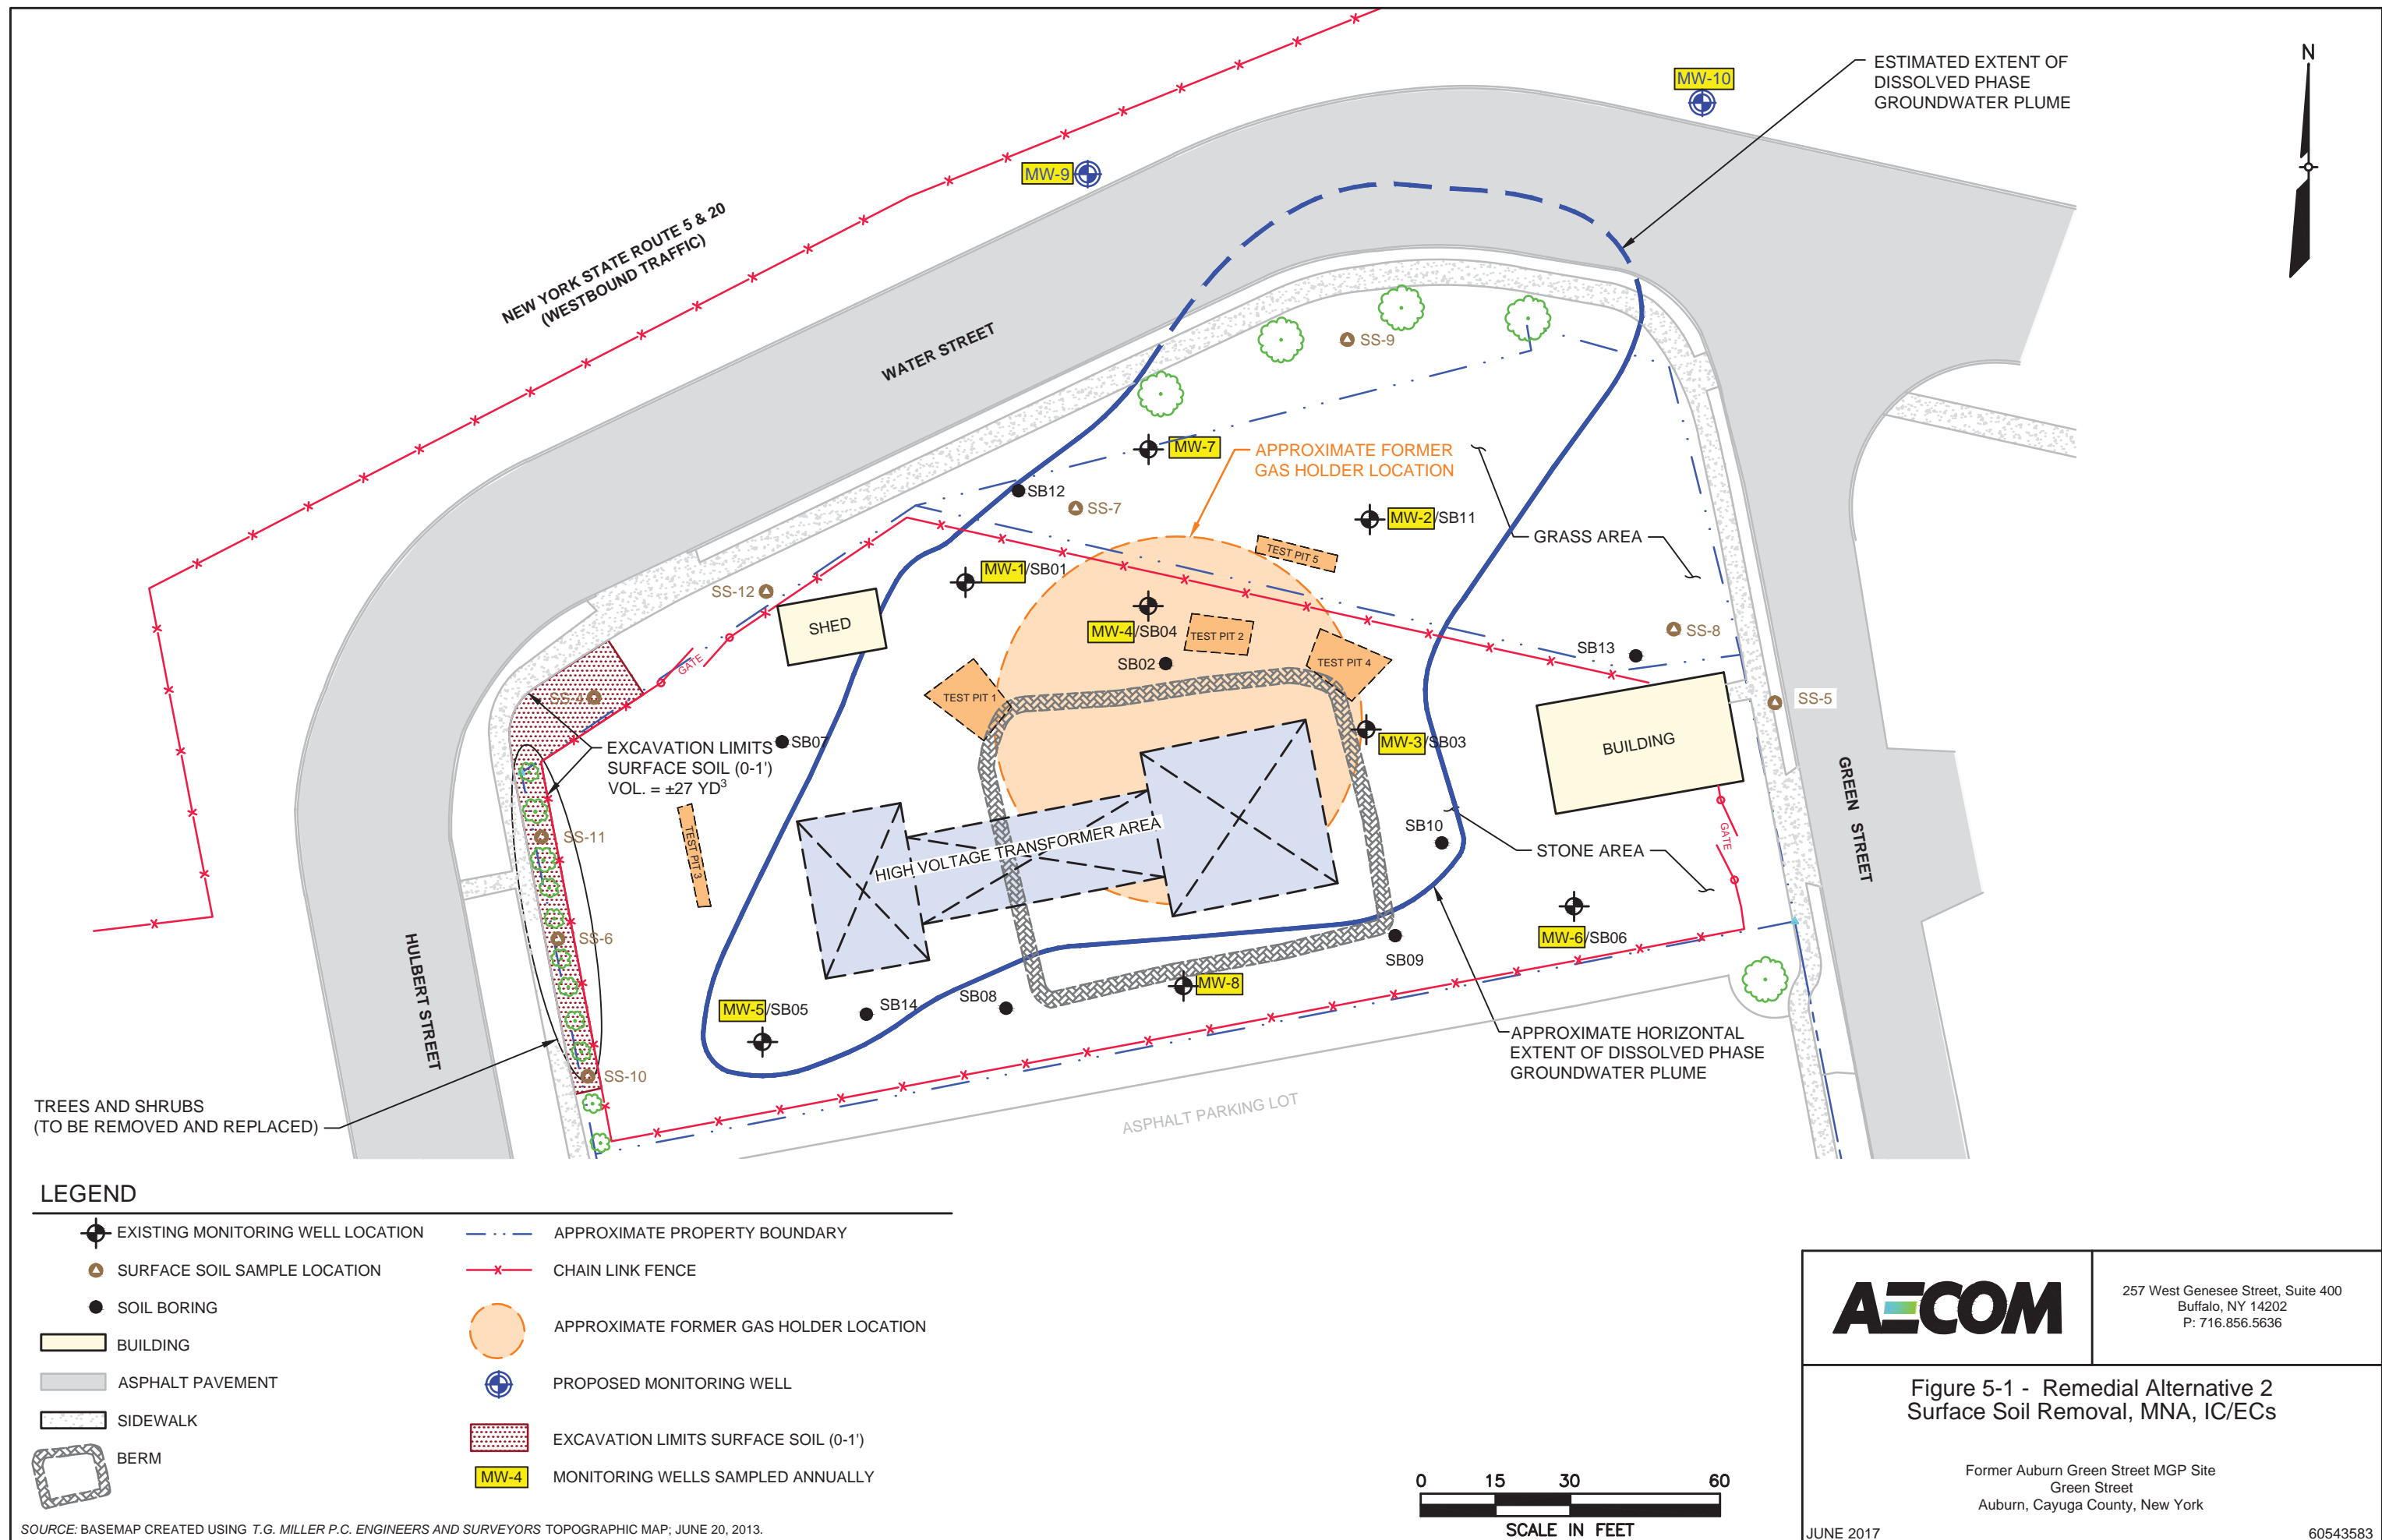 N
MW-10
ESTIMATED EXTENT OF
DISSOLVED PHASE
GROUNDWATER PLUME
MW-9
NEW YORK STATE ROUTE 5 & 20
(WESTBOUND TRAFFIC)
WATER STREET
SS-9
MW-7
APPROXIMATE FORMER
GAS HOLDER LOCATION
SB12
SS-7
MW-2/SB11
GRASS AREA
TEST PIT 5
MW-1/SB01
SS-12
SHED
MW-4/SB04
TEST PIT 2
SB02
TEST PIT 4
SB13
SS-8
GATE
TEST PIT 1
SS-4
SS-5
SB07
MW-3/SB03
BUILDING
EXCAVATION LIMITS
SURFACE SOIL (0-1')
VOL. = ±27 YD3
SS-11
TEST PIT 3
HIGH VOLTAGE TRANSFORMER AREA
SB10
STONE AREA
GATE
GREEN STREET
SS-6
HULBERT STREET
MW-6/SB06
SB09
MW-8
SB08
SB14
MW-5/SB05
APPROXIMATE HORIZONTAL
EXTENT OF DISSOLVED PHASE
GROUNDWATER PLUME
SS-10
TREES AND SHRUBS
(TO BE REMOVED AND REPLACED)
ASPHALT PARKING LOT
LEGEND
EXISTING MONITORING WELL LOCATION
SURFACE SOIL SAMPLE LOCATION
SOIL BORING
BUILDING
ASPHALT PAVEMENT
SIDEWALK
BERM
APPROXIMATE PROPERTY BOUNDARY
CHAIN LINK FENCE
APPROXIMATE FORMER GAS HOLDER LOCATION
PROPOSED MONITORING WELL
EXCAVATION LIMITS SURFACE SOIL (0-1')
MW-4 MONITORING WELLS SAMPLED ANNUALLY
SOURCE: BASEMAP CREATED USING T.G. MILLER P.C. ENGINEERS AND SURVEYORS TOPOGRAPHIC MAP; JUNE 20, 2013.
0 15 30 60
SCALE IN FEET
AECOM
257 West Genesee Street, Suite 400
Buffalo, NY 14202
P: 716.856.5636
Figure 5-1 - Remedial Alternative 2
Surface Soil Removal, MNA, IC/ECs
Former Auburn Green Street MGP Site
Green Street
Auburn, Cayuga County, New York
JUNE 2017
60543583